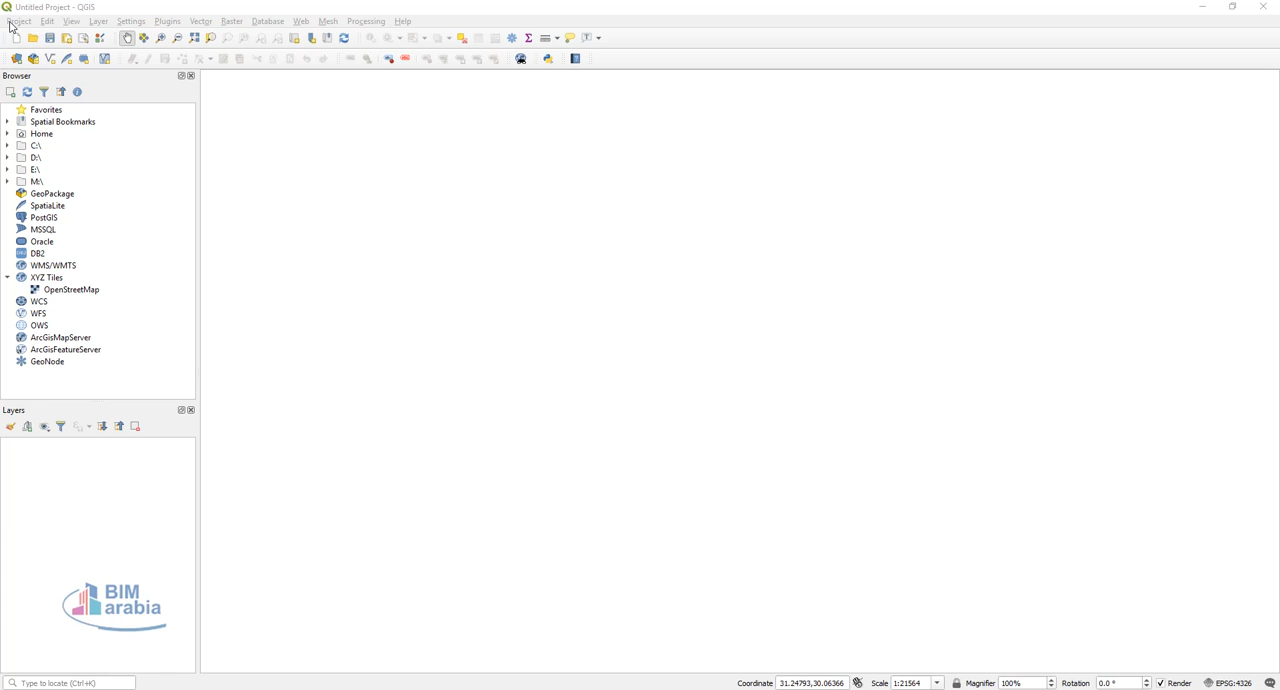 Untitled Project - QGIS
Project Edit View Layer Settings Plugins Vector Raster Database Web Mesh Processing Help
Browser
Favorites
Spatial Bookmarks
Home
C:\
D:\
E:\
M:\
GeoPackage
SpatiaLite
PostGIS
MSSQL
Oracle
DB2
WMS/WMTS
XYZ Tiles
OpenStreetMap
WCS
WFS
OWS
ArcGisMapServer
ArcGisFeatureServer
GeoNode
Layers
BIM
arabia
Type to locate (Ctrl+K) Coordinate 31.24793,30.06366 Scale 1:21564 Magnifier 100% Rotation 0.0 ° Render EPSG:4326